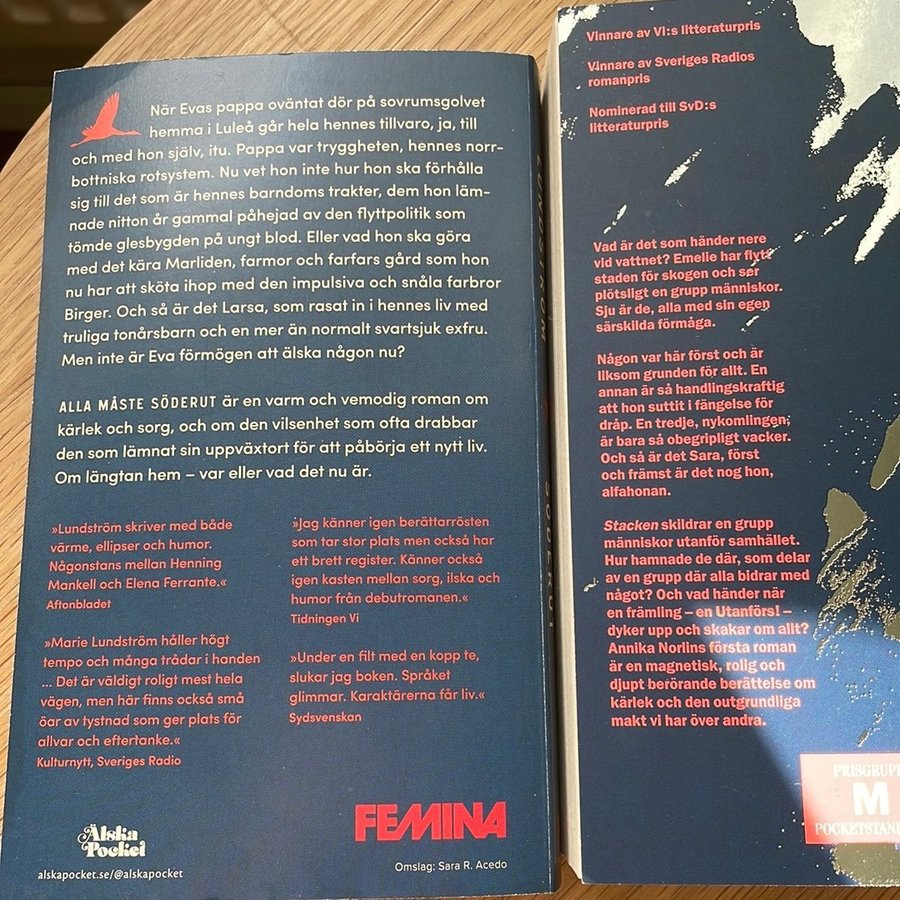 När Evas pappa oväntat dör på sovrumsgolvet
hemma i Luleå går hela hennes tillvaro, ja, till
och med hon själv, itu. Pappa var tryggheten, hennes norr-
bottniska rotsystem. Nu vet hon inte hur hon ska förhålla
sig till det som är hennes barndoms trakter, dem hon läm-
nade nitton år gammal påhejad av den flyttpolitik som
tömde glesbygden på ungt blod. Eller vad hon ska göra
med det kära Marliden, farmor och farfars gård som hon
nu har att sköta ihop med den impulsiva och snåla farbror
Birger. Och så är det Larsa, som rasat in i hennes liv med
truliga tonårsbarn och en mer än normalt svartsjuk exfru.
Men inte är Eva förmögen att älska någon nu?
ALLA MÅSTE SÖDERUT är en varm och vemodig roman om
kärlek och sorg, och om den vilsenhet som ofta drabbar
den som lämnat sin uppväxtort för att påbörja ett nytt liv.
Om längtan hem – var eller vad det nu är.
»Lundström skriver med både
värme, ellipser och humor.
Någonstans mellan Henning
Mankell och Elena Ferrante.«
Aftonbladet
»Marie Lundström håller högt
tempo och många trådar i handen
... Det är väldigt roligt mest hela
vägen, men här finns också små
öar av tystnad som ger plats för
allvar och eftertanke.«
Kulturnytt, Sveriges Radio
»Jag känner igen berättarrösten
som tar stor plats men också har
ett brett register. Känner också
igen kasten mellan sorg, ilska och
humor från debutromanen.«
Tidningen Vi
»Under en filt med en kopp te,
slukar jag boken. Språket
glimmar. Karaktärerna får liv.«
Sydsvenskan
Älska
Pocket
alskapocket.se/@alskapocket
FEMINA
Omslag: Sara R. Acedo
Vinnare av Vi:s litteraturpris
Vinnare av Sveriges Radios
romanpris
Nominerad till SvD:s
litteraturpris
Vad är det som händer nere
vid vattnet? Emelie har flytt
staden för skogen och ser
plötsligt en grupp människor.
Sju är de, alla med sin egen
särskilda förmåga.
Någon var här först och är
liksom grunden för allt. En
annan är så handlingskraftig
att hon suttit i fängelse för
dråp. En tredje, nykomlingen,
är bara så obegripligt vacker.
Och så är det Sara, först
och främst är det nog hon,
alfahonan.
Stacken skildrar en grupp
människor utanför samhället.
Hur hamnade de där, som delar
av en grupp där alla bidrar med
något? Och vad händer när
en främling – en Utanförs! –
dyker upp och skakar om allt?
Annika Norlins första roman
är en magnetisk, rolig och
djupt berörande berättelse om
kärlek och den outgrundliga
makt vi har över andra.
PRISGRUPP
M